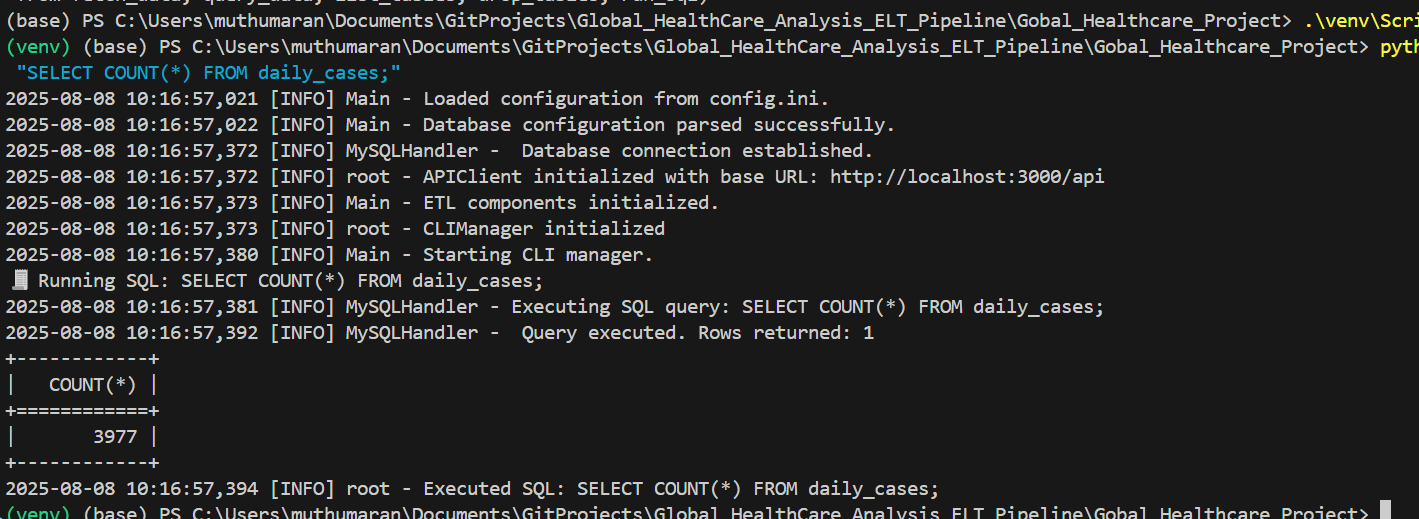 from fetch_data, query_data, list_tables, drop_tables, run_sql)
(base) PS C:\Users\muthumaran\Documents\GitProjects\Global_HealthCare_Analysis_ELT_Pipeline\Gobal_Healthcare_Project> .\venv\Scri
(venv) (base) PS C:\Users\muthumaran\Documents\GitProjects\Global_HealthCare_Analysis_ELT_Pipeline\Gobal_Healthcare_Project> pyth
"SELECT COUNT(*) FROM daily_cases;"
2025-08-08 10:16:57,021 [INFO] Main - Loaded configuration from config.ini.
2025-08-08 10:16:57,022 [INFO] Main - Database configuration parsed successfully.
2025-08-08 10:16:57,372 [INFO] MySQLHandler -  Database connection established.
2025-08-08 10:16:57,372 [INFO] root - APIClient initialized with base URL: http://localhost:3000/api
2025-08-08 10:16:57,373 [INFO] Main - ETL components initialized.
2025-08-08 10:16:57,373 [INFO] root - CLIManager initialized
2025-08-08 10:16:57,380 [INFO] Main - Starting CLI manager.
Running SQL: SELECT COUNT(*) FROM daily_cases;
2025-08-08 10:16:57,381 [INFO] MySQLHandler - Executing SQL query: SELECT COUNT(*) FROM daily_cases;
2025-08-08 10:16:57,392 [INFO] MySQLHandler -  Query executed. Rows returned: 1
+------------+
|   COUNT(*) |
+============+
|       3977 |
+------------+
2025-08-08 10:16:57,394 [INFO] root - Executed SQL: SELECT COUNT(*) FROM daily_cases;
(venv) (base) PS C:\Users\muthumaran\Documents\GitProjects\Global_HealthCare_Analysis_ELT_Pipeline\Gobal_Healthcare_Project>